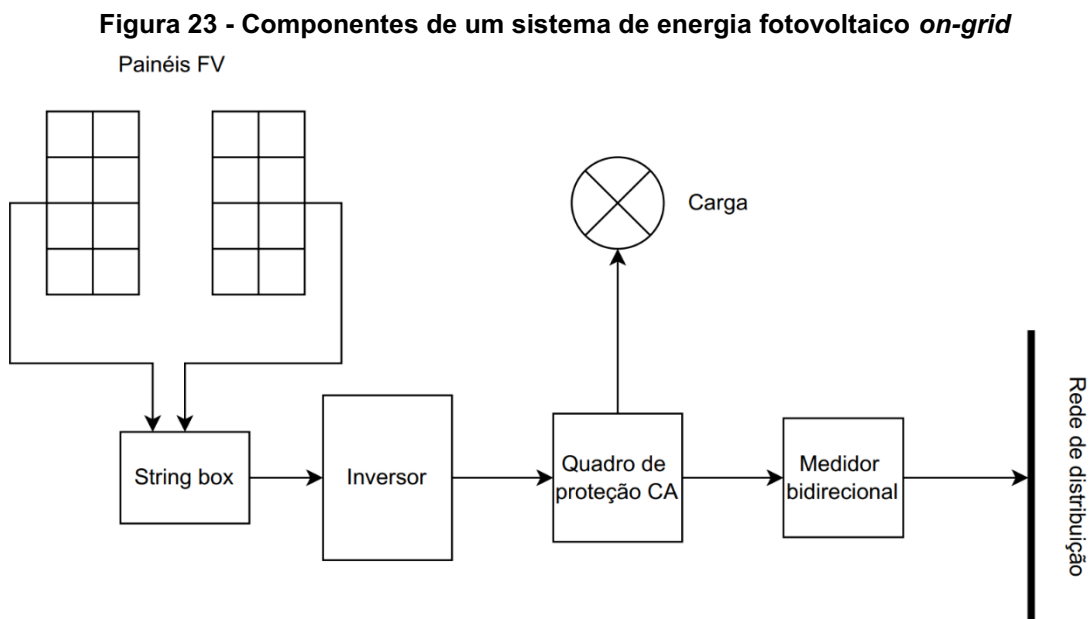 Figura 23 - Componentes de um sistema de energia fotovoltaico on-grid
Painéis FV
Carga
String box
Inversor
Quadro de
proteção CA
Medidor
bidirecional
Rede de distribuição